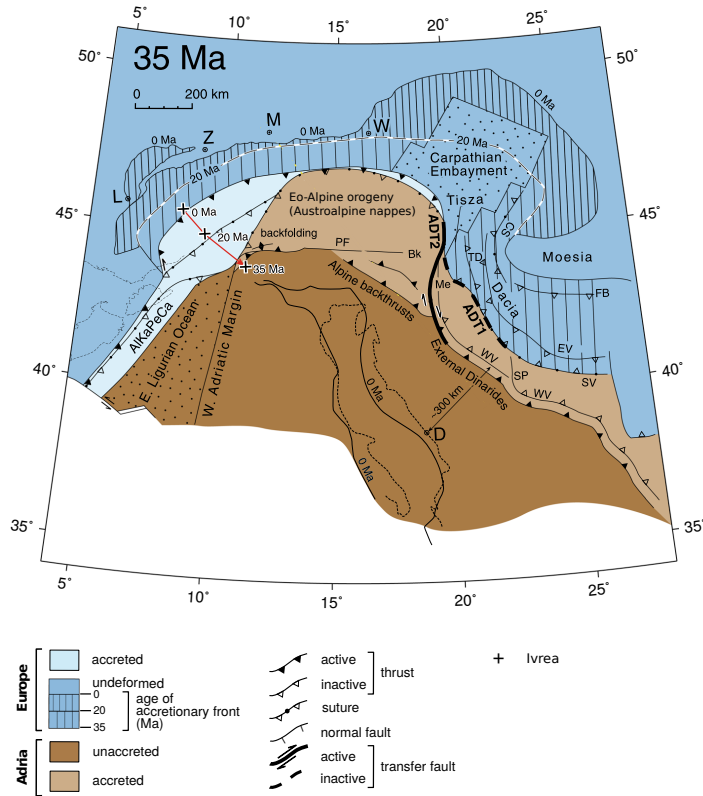 5° 10° 15° 20° 25°
50° 50°
35 Ma
0 200 km
0 Ma
M
W
0 Ma
0 Ma
Z
20 Ma
Carpathian
Embayment
20 Ma
L
Eo-Alpine orogeny
(Austroalpine nappes)
Tisza
45° 45°
0 Ma
20 Ma
backfolding
PF
Bk
ADT2
CS
TD
Moesia
35 Ma
Alpine backthrusts
Me
Dacia
FB
ADT1
AlKaPeCa
E. Ligurian Ocean
W. Adriatic Margin
External Dinarides
WV
EV
SP
SV
WV
40° 40°
0 Ma
~300 km
D
0 Ma
35° 35°
5° 10° 15° 20° 25°
Europe
accreted
undeformed
0
20
35
age of
accretionary front
(Ma)
Adria
unaccreted
accreted
active
inactive
thrust
suture
normal fault
active
inactive
transfer fault
Ivrea